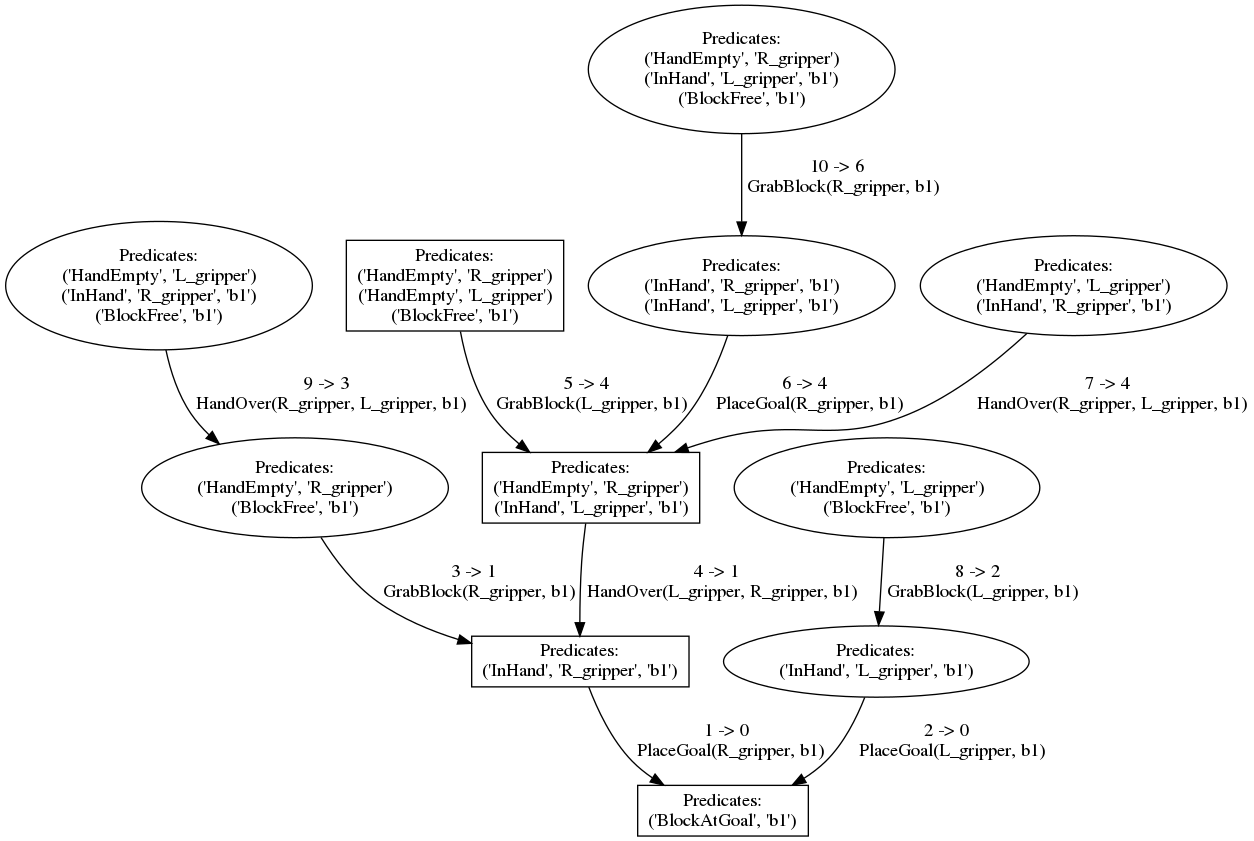 Predicates:
('HandEmpty', 'R_gripper')
('InHand', 'L_gripper', 'b1')
('BlockFree', 'b1')
10 -> 6
GrabBlock(R_gripper, b1)
Predicates:
('HandEmpty', 'L_gripper')
('InHand', 'R_gripper', 'b1')
('BlockFree', 'b1')
Predicates:
('HandEmpty', 'R_gripper')
('HandEmpty', 'L_gripper')
('BlockFree', 'b1')
Predicates:
('InHand', 'R_gripper', 'b1')
('InHand', 'L_gripper', 'b1')
Predicates:
('HandEmpty', 'L_gripper')
('InHand', 'R_gripper', 'b1')
9 -> 3
HandOver(R_gripper, L_gripper, b1)
5 -> 4
GrabBlock(L_gripper, b1)
6 -> 4
PlaceGoal(R_gripper, b1)
7 -> 4
HandOver(R_gripper, L_gripper, b1)
Predicates:
('HandEmpty', 'R_gripper')
('BlockFree', 'b1')
Predicates:
('HandEmpty', 'R_gripper')
('InHand', 'L_gripper', 'b1')
Predicates:
('HandEmpty', 'L_gripper')
('BlockFree', 'b1')
3 -> 1
GrabBlock(R_gripper, b1)
4 -> 1
HandOver(L_gripper, R_gripper, b1)
8 -> 2
GrabBlock(L_gripper, b1)
Predicates:
('InHand', 'R_gripper', 'b1')
Predicates:
('InHand', 'L_gripper', 'b1')
1 -> 0
PlaceGoal(R_gripper, b1)
2 -> 0
PlaceGoal(L_gripper, b1)
Predicates:
('BlockAtGoal', 'b1')